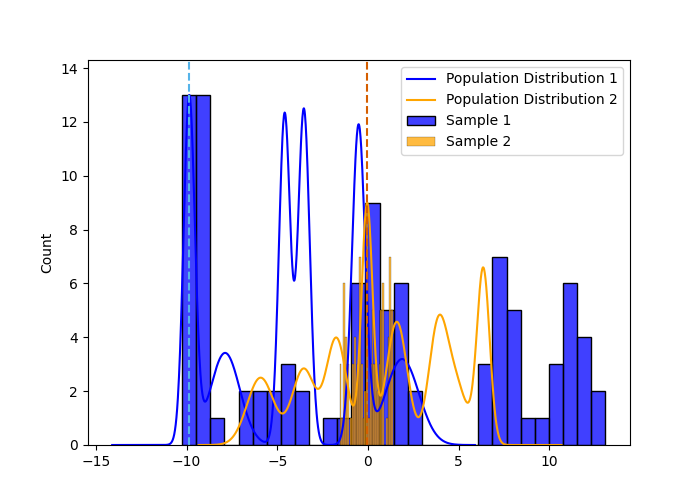 14
12
10
8
6
4
2
0
Count
−15
−10
−5
0
5
10
Population Distribution 1
Population Distribution 2
Sample 1
Sample 2